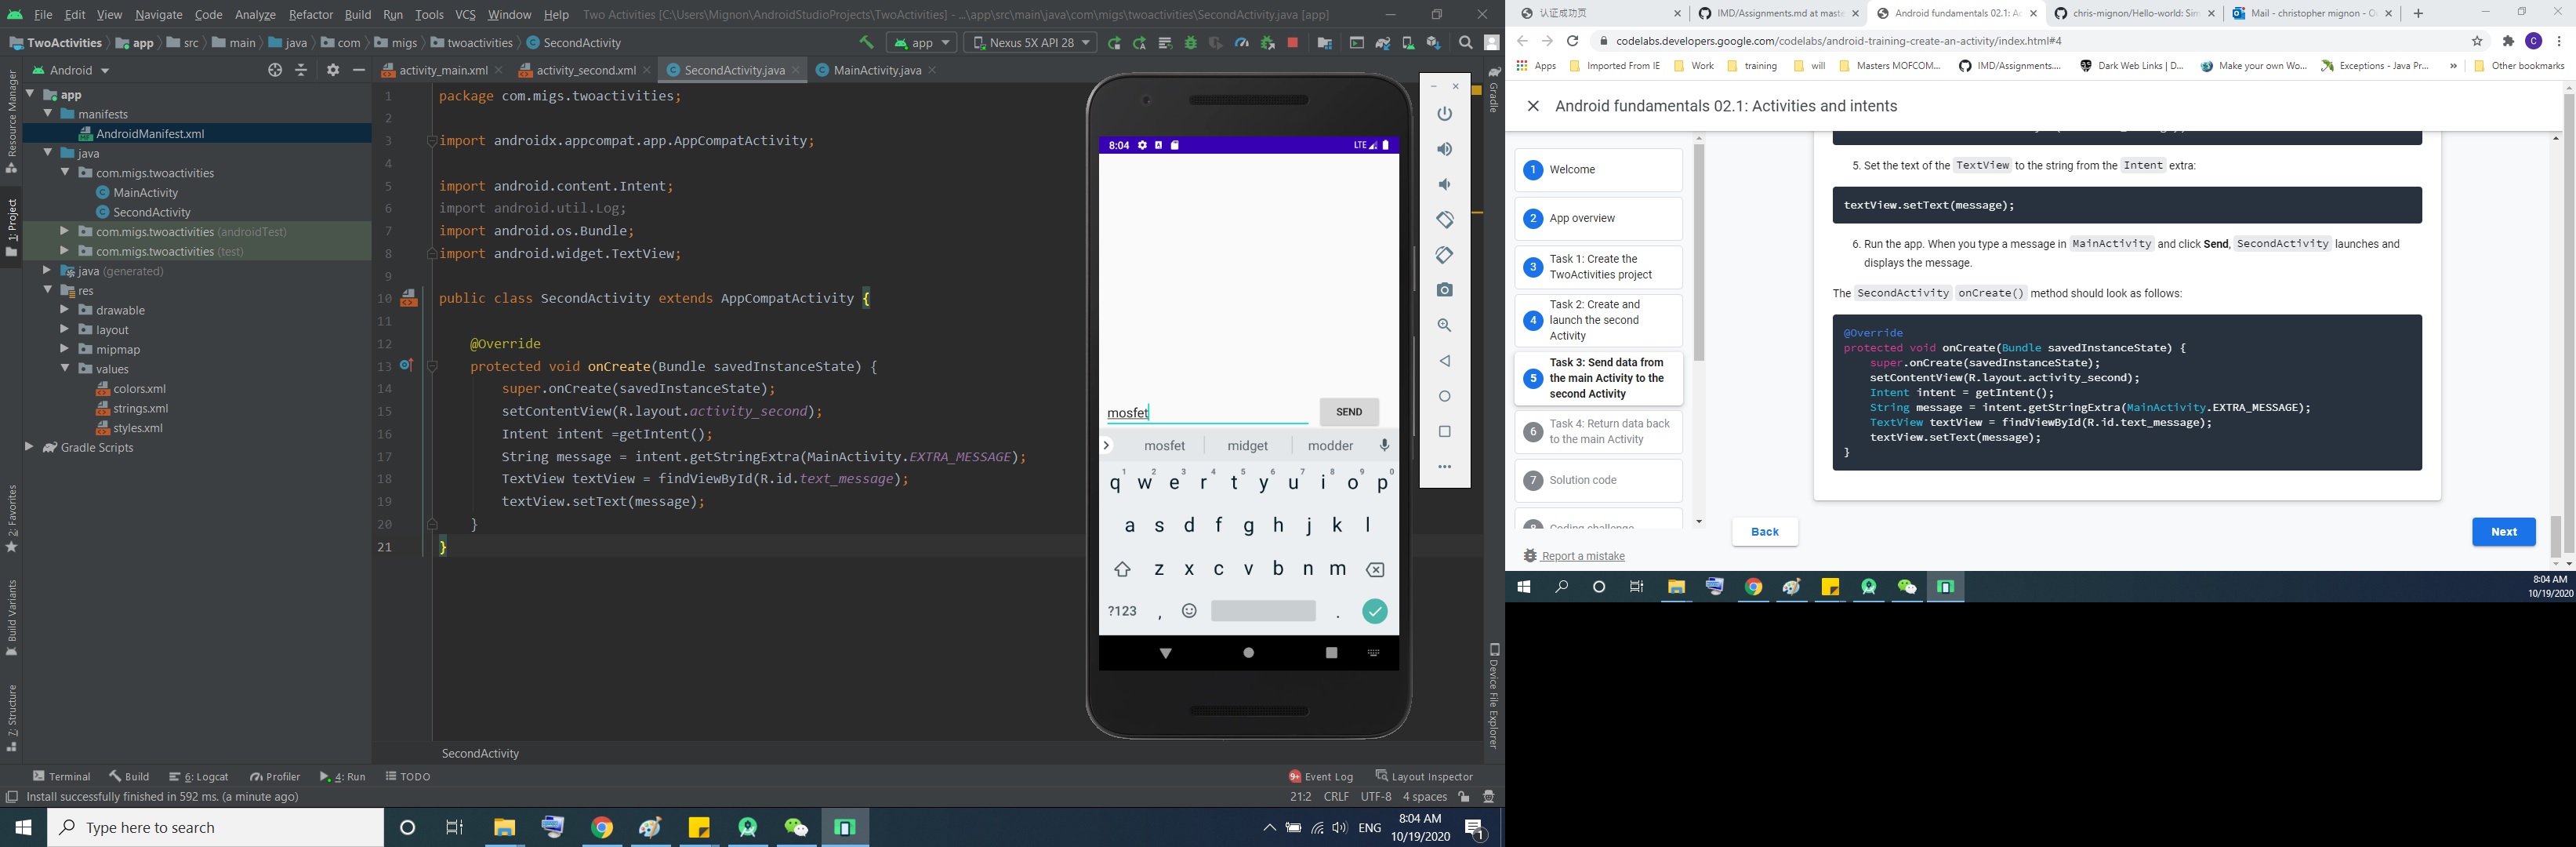 File Edit View Navigate Code Analyze Refactor Build Run Tools VCS Window Help Two Activities [C:\Users\Mignon\AndroidStudioProjects\TwoActivities] - ...\app\src\main\java\com\migs\twoactivities\SecondActivity.java [app]
TwoActivities app src main java com migs twoactivities SecondActivity app Nexus 5X API 28
Android
activity_main.xml activity_second.xml SecondActivity.java MainActivity.java
Resource Manager
1: Project
2: Favorites
Build Variants
7: Structure
app
manifests
AndroidManifest.xml
java
com.migs.twoactivities
MainActivity
SecondActivity
com.migs.twoactivities (androidTest)
com.migs.twoactivities (test)
java (generated)
res
drawable
layout
mipmap
values
colors.xml
strings.xml
styles.xml
Gradle Scripts
1 package com.migs.twoactivities;
2
3 import androidx.appcompat.app.AppCompatActivity;
4
5 import android.content.Intent;
6 import android.util.Log;
7 import android.os.Bundle;
8 import android.widget.TextView;
9
10 public class SecondActivity extends AppCompatActivity {
11
12 @Override
13 protected void onCreate(Bundle savedInstanceState) {
14 super.onCreate(savedInstanceState);
15 setContentView(R.layout.activity_second);
16 Intent intent =getIntent();
17 String message = intent.getStringExtra(MainActivity.EXTRA_MESSAGE);
18 TextView textView = findViewById(R.id.text_message);
19 textView.setText(message);
20 }
21 }
SecondActivity
8:04 LTE
mosfet SEND
mosfet midget modder
1 2 3 4 5 6 7 8 9 0
q w e r t y u i o p
a s d f g h j k l
z x c v b n m
?123 , .
Gradle
Device File Explorer
Terminal Build 6: Logcat Profiler 4: Run TODO 9+ Event Log Layout Inspector
Install successfully finished in 592 ms. (a minute ago) 21:2 CRLF UTF-8 4 spaces
Type here to search ENG 8:04 AM
10/19/2020 1
认证成功页 IMD/Assignments.md at maste Android fundamentals 02.1: Ac chris-mignon/Hello-world: Sim Mail - christopher mignon - O
codelabs.developers.google.com/codelabs/android-training-create-an-activity/index.html#4 C
Apps Imported From IE Work training will Masters MOFCOM... IMD/Assignments.... Dark Web Links | D... Make your own Wo... Exceptions - Java Pr... » Other bookmarks
Android fundamentals 02.1: Activities and intents
1 Welcome
2 App overview
3 Task 1: Create the
TwoActivities project
4 Task 2: Create and
launch the second
Activity
5 Task 3: Send data from
the main Activity to the
second Activity
6 Task 4: Return data back
to the main Activity
7 Solution code
8 Coding challenge
Report a mistake
5. Set the text of the TextView to the string from the Intent extra:
textView.setText(message);
6. Run the app. When you type a message in MainActivity and click Send, SecondActivity launches and
displays the message.
The SecondActivity onCreate() method should look as follows:
@Override
protected void onCreate(Bundle savedInstanceState) {
super.onCreate(savedInstanceState);
setContentView(R.layout.activity_second);
Intent intent = getIntent();
String message = intent.getStringExtra(MainActivity.EXTRA_MESSAGE);
TextView textView = findViewById(R.id.text_message);
textView.setText(message);
}
Back Next
8:04 AM
10/19/2020